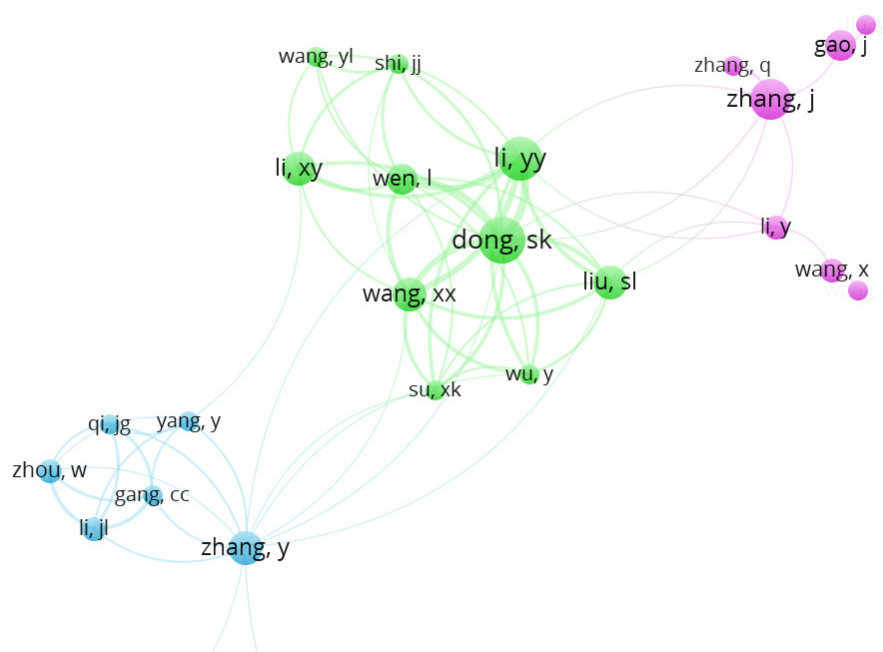 wang, yl
shi, jj
gao, j
zhang, q
zhang, j
li, xy
wen, l
li, yy
li, y
dong, sk
wang, x
wang, xx
liu, sl
su, xk
wu, y
qi, jg
yang, y
zhou, w
gang, cc
li, jl
zhang, y